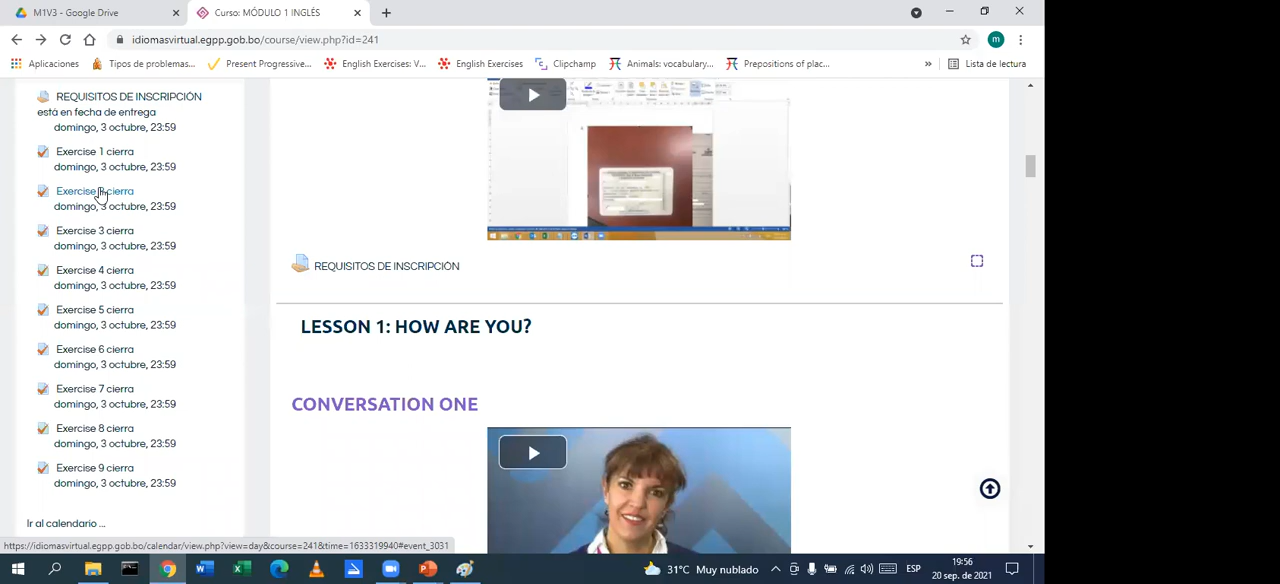 M1V3 - Google Drive
Curso: MÓDULO 1 INGLÉS
idiomasvirtual.egpp.gob.bo/course/view.php?id=241
m
Aplicaciones
Tipos de problemas...
Present Progressive...
English Exercises: V...
English Exercises
Clipchamp
Animals: vocabulary...
Prepositions of plac...
»
Lista de lectura
REQUISITOS DE INSCRIPCIÓN
está en fecha de entrega
domingo, 3 octubre, 23:59
Exercise 1 cierra
domingo, 3 octubre, 23:59
Exercise cierra
domingo, 3 octubre, 23:59
Exercise 3 cierra
domingo, 3 octubre, 23:59
Exercise 4 cierra
domingo, 3 octubre, 23:59
Exercise 5 cierra
domingo, 3 octubre, 23:59
Exercise 6 cierra
domingo, 3 octubre, 23:59
Exercise 7 cierra
domingo, 3 octubre, 23:59
Exercise 8 cierra
domingo, 3 octubre, 23:59
Exercise 9 cierra
domingo, 3 octubre, 23:59
Ir al calendario ...
REQUISITOS DE INSCRIPCIÓN
LESSON 1: HOW ARE YOU?
CONVERSATION ONE
https://idiomasvirtual.egpp.gob.bo/calendar/view.php?view=day&course=241&time=1633319940#event_3031
31°C Muy nublado
ESP
19:56
20 sep. de 2021